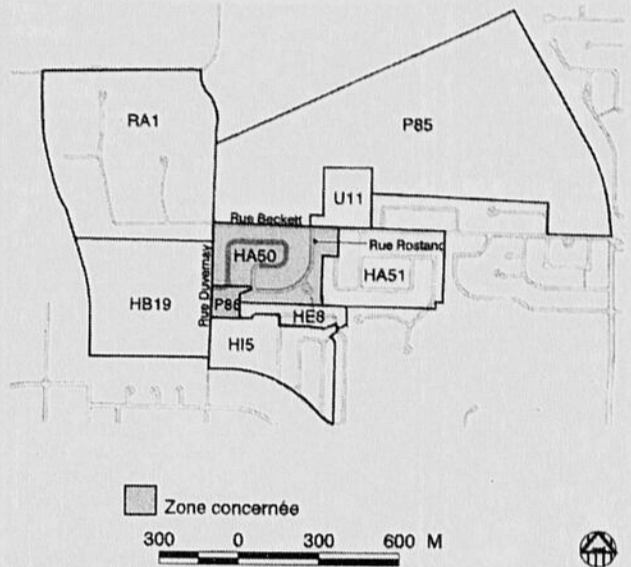 RA1
P85
U11
Rue Beckett
Rue Rostand
HA50
HA51
Rue Duvernay
HB19
P86
HE8
HI5
Zone concernée
300 0 300 600 M